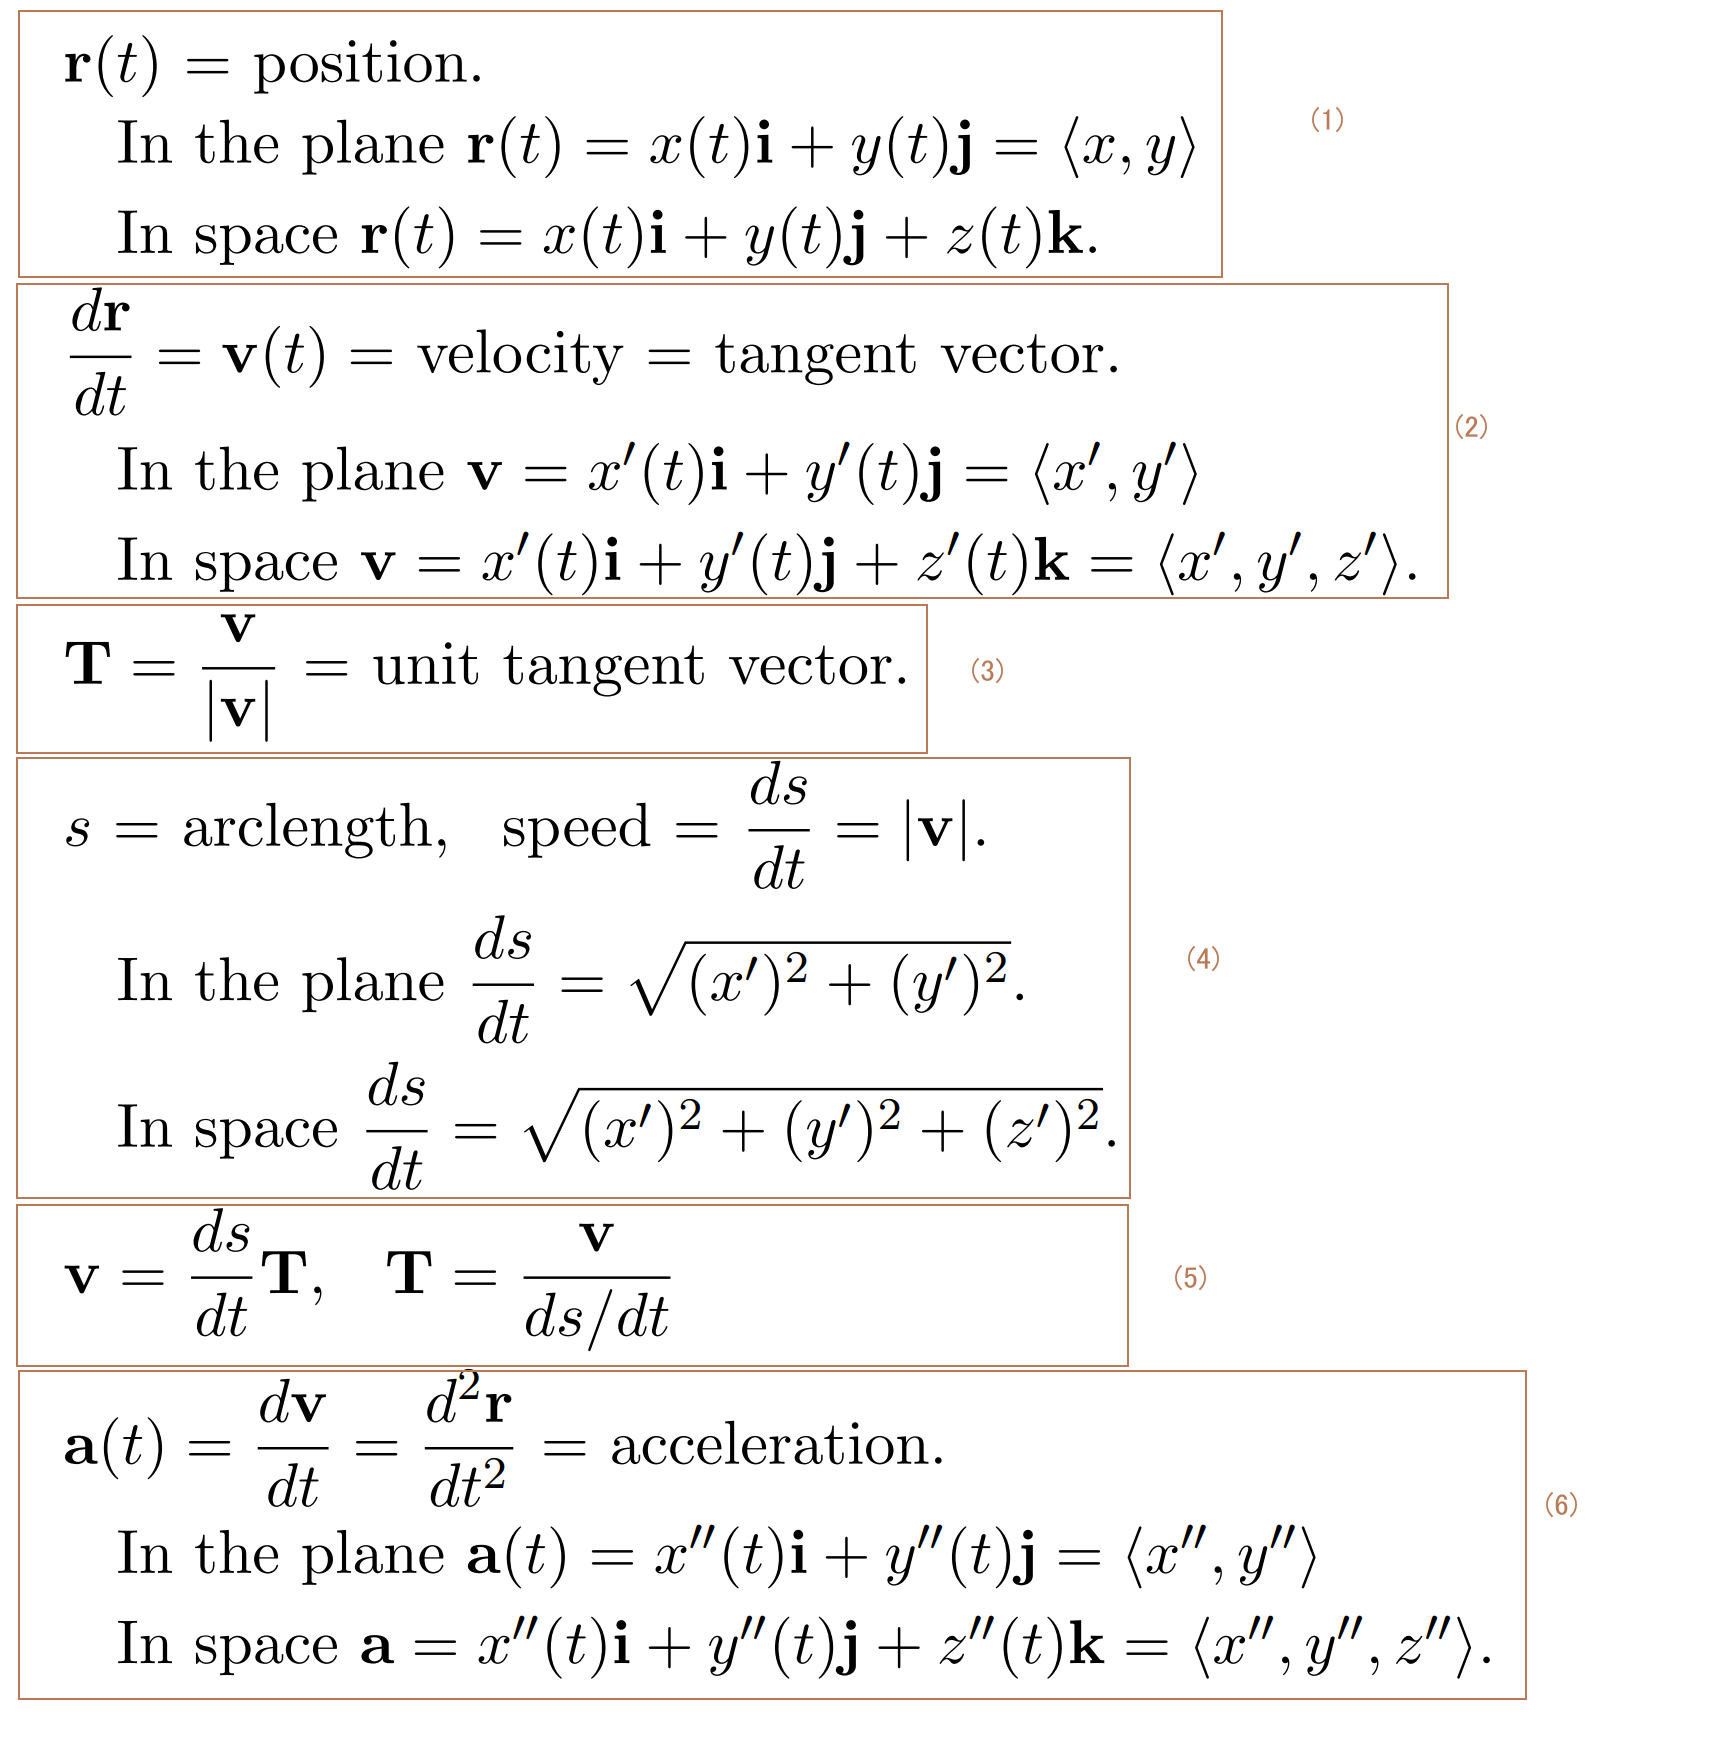 𝐫(t) = position.
In the plane 𝐫(t) = x(t)𝐢 + y(t)𝐣 = ⟨x, y⟩
(1)
In space 𝐫(t) = x(t)𝐢 + y(t)𝐣 + z(t)𝐤.
d𝐫/dt = 𝐯(t) = velocity = tangent vector.
(2)
In the plane 𝐯 = x′(t)𝐢 + y′(t)𝐣 = ⟨x′, y′⟩
In space 𝐯 = x′(t)𝐢 + y′(t)𝐣 + z′(t)𝐤 = ⟨x′, y′, z′⟩.
𝐓 = 𝐯/|𝐯| = unit tangent vector.
(3)
s = arclength, speed = ds/dt = |𝐯|.
In the plane ds/dt = √((x′)² + (y′)²).
(4)
In space ds/dt = √((x′)² + (y′)² + (z′)²).
𝐯 = ds/dt 𝐓, 𝐓 = 𝐯/(ds/dt)
(5)
𝐚(t) = d𝐯/dt = d²𝐫/dt² = acceleration.
(6)
In the plane 𝐚(t) = x″(t)𝐢 + y″(t)𝐣 = ⟨x″, y″⟩
In space 𝐚 = x″(t)𝐢 + y″(t)𝐣 + z″(t)𝐤 = ⟨x″, y″, z″⟩.